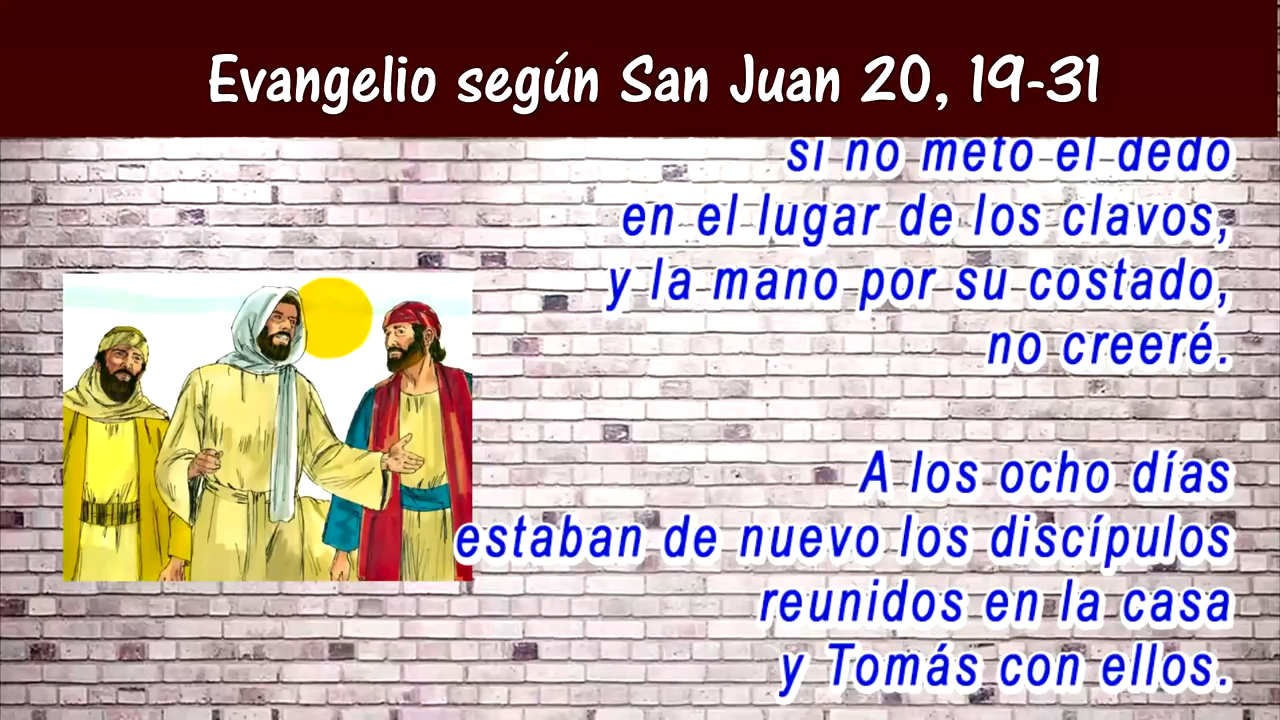 Evangelio según San Juan 20, 19-31
si no meto el dedo
en el lugar de los clavos,
y la mano por su costado,
no creeré.
A los ocho días
estaban de nuevo los discípulos
reunidos en la casa
y Tomás con ellos.